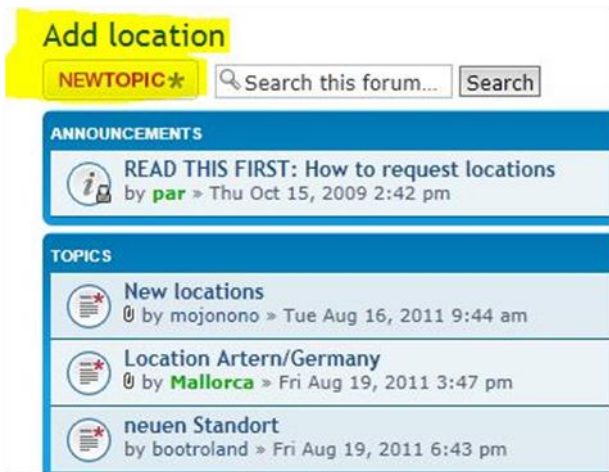 Add location
NEWTOPIC*
Search this forum... Search
ANNOUNCEMENTS
READ THIS FIRST: How to request locations
by par » Thu Oct 15, 2009 2:42 pm
TOPICS
New locations
by mojonono » Tue Aug 16, 2011 9:44 am
Location Artern/Germany
by Mallorca » Fri Aug 19, 2011 3:47 pm
neuen Standort
by bootroland » Fri Aug 19, 2011 6:43 pm